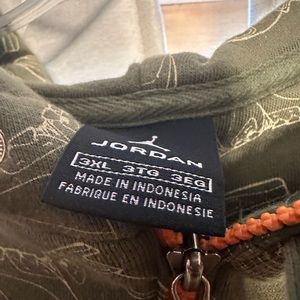 JORDAN
3XL 3TG 3EG
MADE IN INDONESIA
FABRIQUE EN INDONESIE